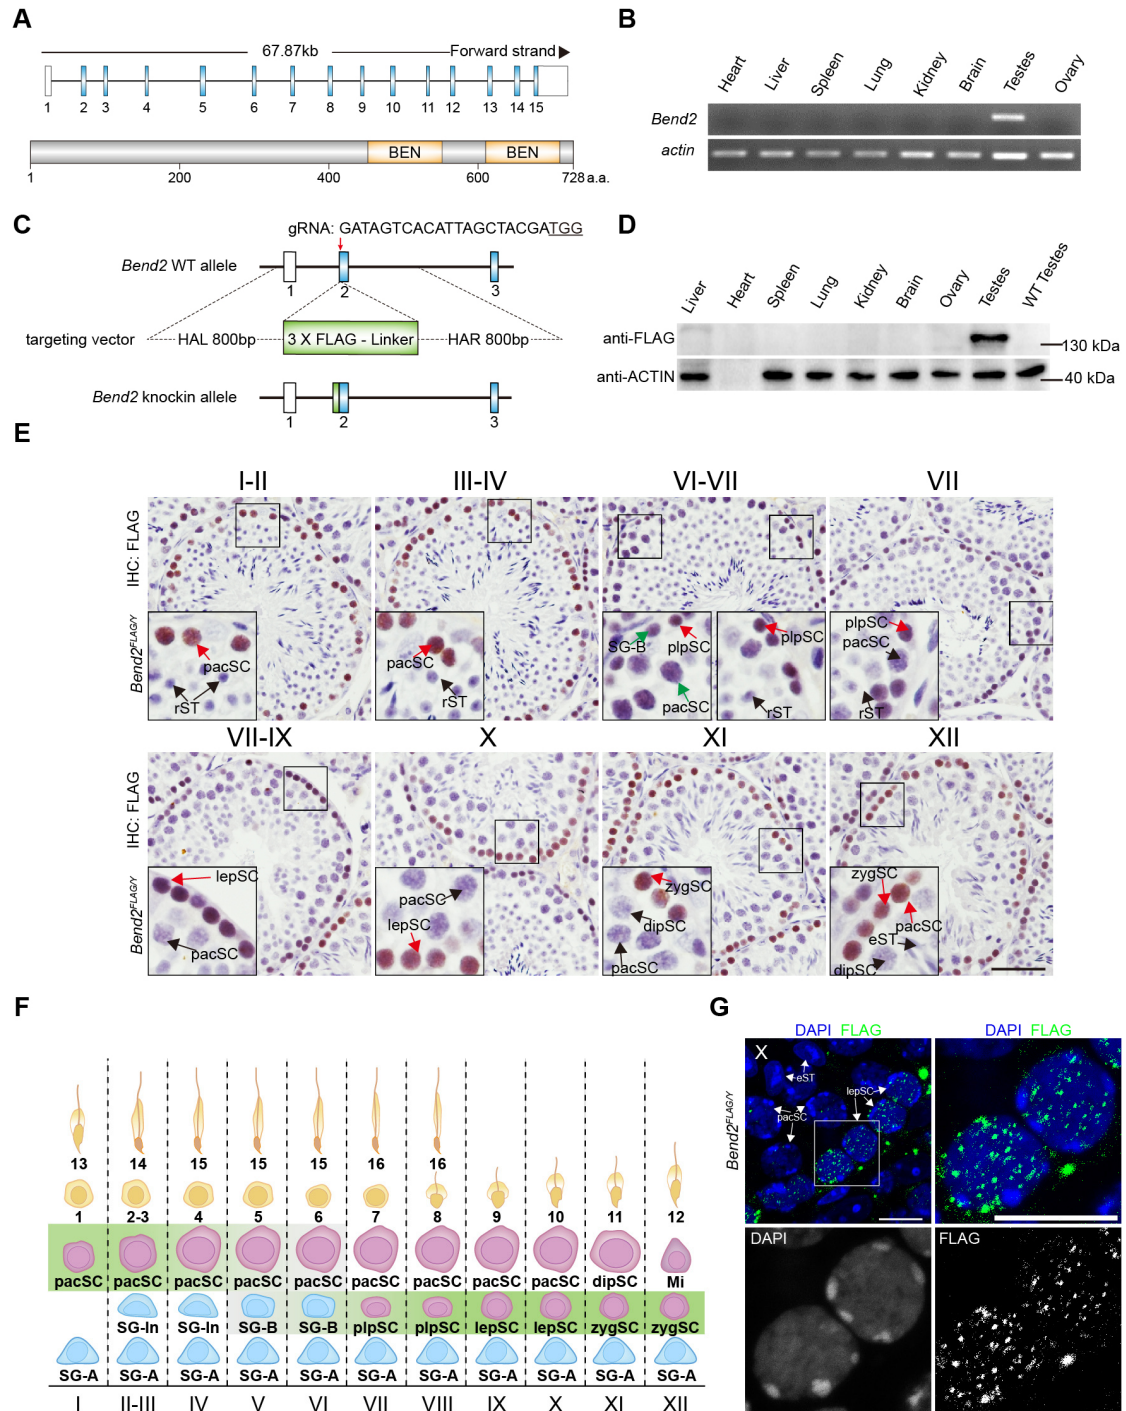 A
67.87kb
Forward strand
1 2 3 4 5 6 7 8 9 10 11 12 13 14 15
BEN BEN
1 200 400 600 728 a.a.
B
Heart Liver Spleen Lung Kidney Brain Testes Ovary
Bend2
actin
C
gRNA: GATAGTCACATTAGCTACGATGG
Bend2 WT allele
1 2 3
targeting vector HAL 800bp 3 X FLAG - Linker HAR 800bp
Bend2 knockin allele
1 2 3
D
Liver Heart Spleen Lung Kidney Brain Ovary Testes WT Testes
anti-FLAG
130 kDa
anti-ACTIN
40 kDa
E
I-II III-IV VI-VII VII
IHC: FLAG
Bend2FLAG/Y
pacSC
rST
pacSC
rST
SG-B
plpSC
pacSC
plpSC
rST
plpSC
pacSC
rST
VII-IX X XI XII
IHC: FLAG
Bend2FLAG/Y
lepSC
pacSC
pacSC
lepSC
zygSC
dipSC
pacSC
zygSC
pacSC
eST
dipSC
F
13 14 15 15 15 16 16
1 2-3 4 5 6 7 8 9 10 11 12
pacSC pacSC pacSC pacSC pacSC pacSC pacSC pacSC pacSC dipSC Mi
SG-In SG-In SG-B SG-B plpSC plpSC lepSC lepSC zygSC zygSC
SG-A SG-A SG-A SG-A SG-A SG-A SG-A SG-A SG-A SG-A SG-A
I II-III IV V VI VII VIII IX X XI XII
G
DAPI FLAG
DAPI FLAG
Bend2FLAG/Y
X
eST
lepSC
pacSC
DAPI
FLAG